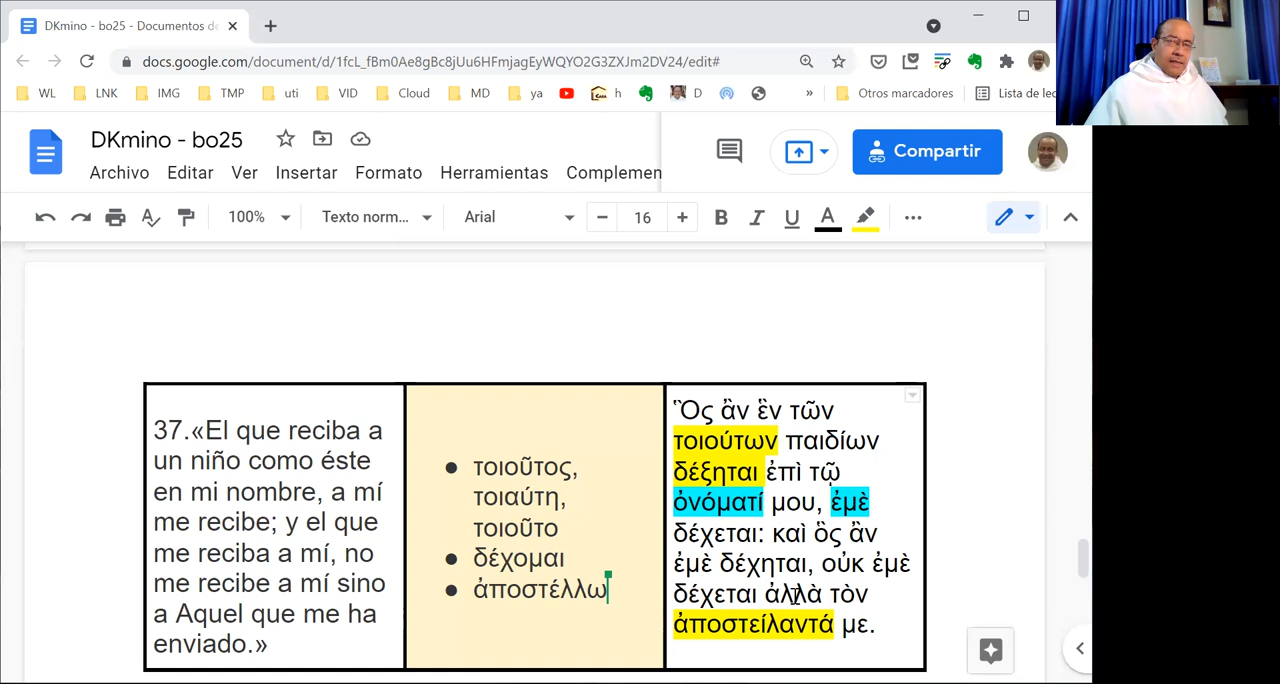 DKmino - bo25 - Documentos de
docs.google.com/document/d/1fcL_fBm0Ae8gBc8jUu6HFmjagEyWQYO2G3ZXJm2DV24/edit#
WL LNK IMG TMP uti VID Cloud MD ya h D » Otros marcadores Lista de lec
DKmino - bo25
Compartir
Archivo Editar Ver Insertar Formato Herramientas Complemen
100% Texto norm... Arial − 16 + B I U A
37.«El que reciba a
un niño como éste
en mi nombre, a mí
me recibe; y el que
me reciba a mí, no
me recibe a mí sino
a Aquel que me ha
enviado.»
● τοιοῦτος,
τοιαύτη,
τοιοῦτο
● δέχομαι
● ἀποστέλλω
Ὃς ἂν ἓν τῶν
τοιούτων παιδίων
δέξηται ἐπὶ τῷ
ὀνόματί μου, ἐμὲ
δέχεται: καὶ ὃς ἂν
ἐμὲ δέχηται, οὐκ ἐμὲ
δέχεται ἀλλὰ τὸν
ἀποστείλαντά με.